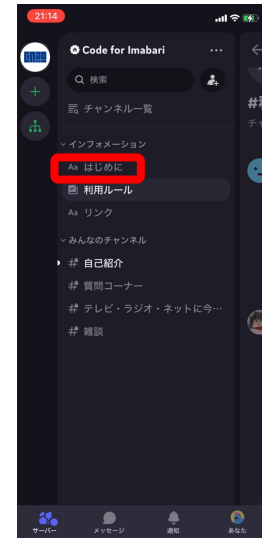 21:14
Code for Imabari
検索
チャンネル一覧
インフォメーション
Aa はじめに
利用ルール
Aa リンク
みんなのチャンネル
自己紹介
質問コーナー
テレビ・ラジオ・ネットに今…
雑談
サーバー
メッセージ
通知
あなた